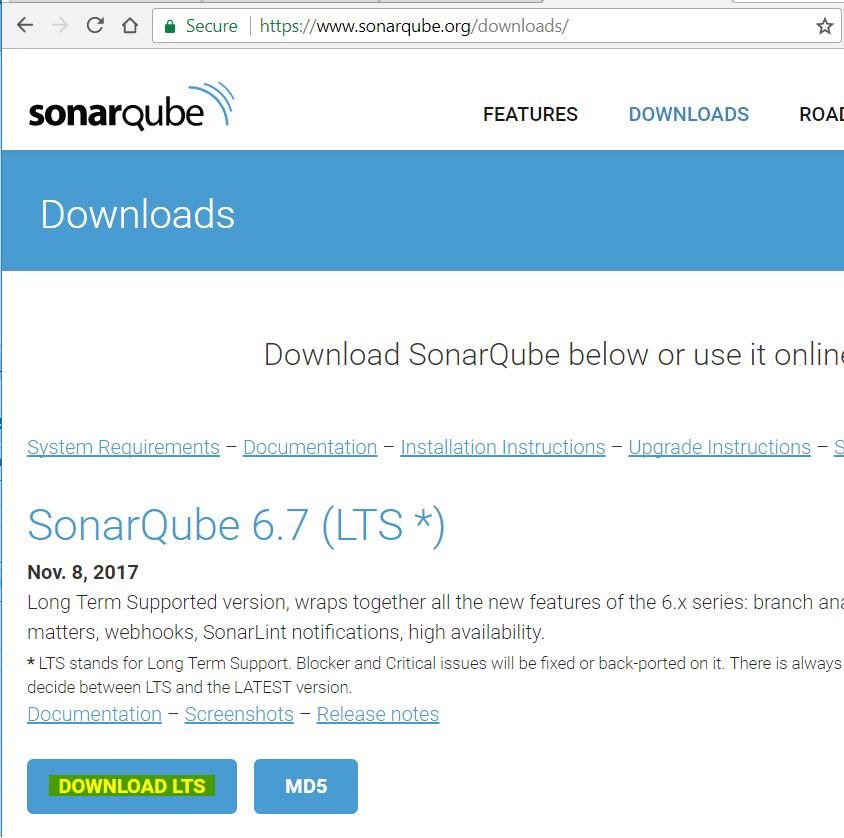 Secure https://www.sonarqube.org/downloads/
sonarqube
FEATURES DOWNLOADS ROAD
Downloads
Download SonarQube below or use it online
System Requirements – Documentation – Installation Instructions – Upgrade Instructions – S
SonarQube 6.7 (LTS *)
Nov. 8, 2017
Long Term Supported version, wraps together all the new features of the 6.x series: branch ana
matters, webhooks, SonarLint notifications, high availability.
* LTS stands for Long Term Support. Blocker and Critical issues will be fixed or back-ported on it. There is always
decide between LTS and the LATEST version.
Documentation – Screenshots – Release notes
DOWNLOAD LTS MD5